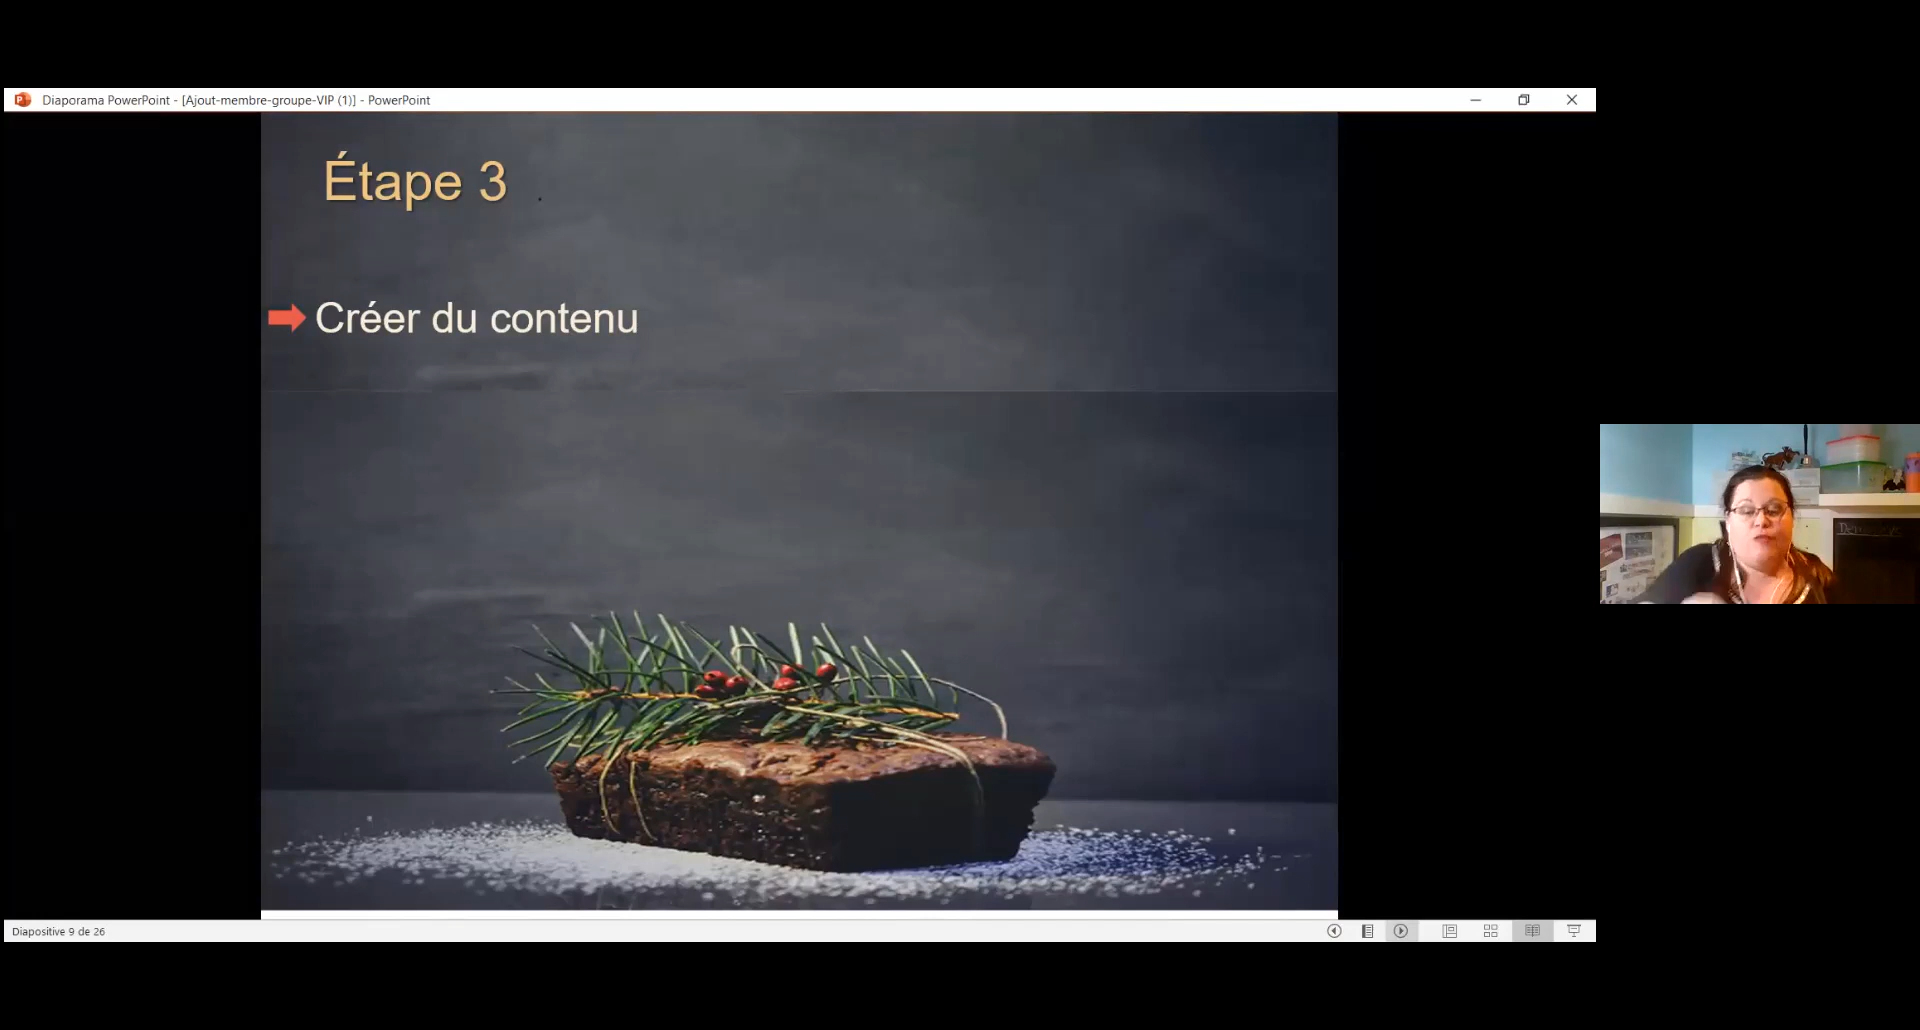 Diaporama PowerPoint - [Ajout-membre-groupe-VIP (1)] - PowerPoint
Étape 3
Créer du contenu
Diapositive 9 de 26